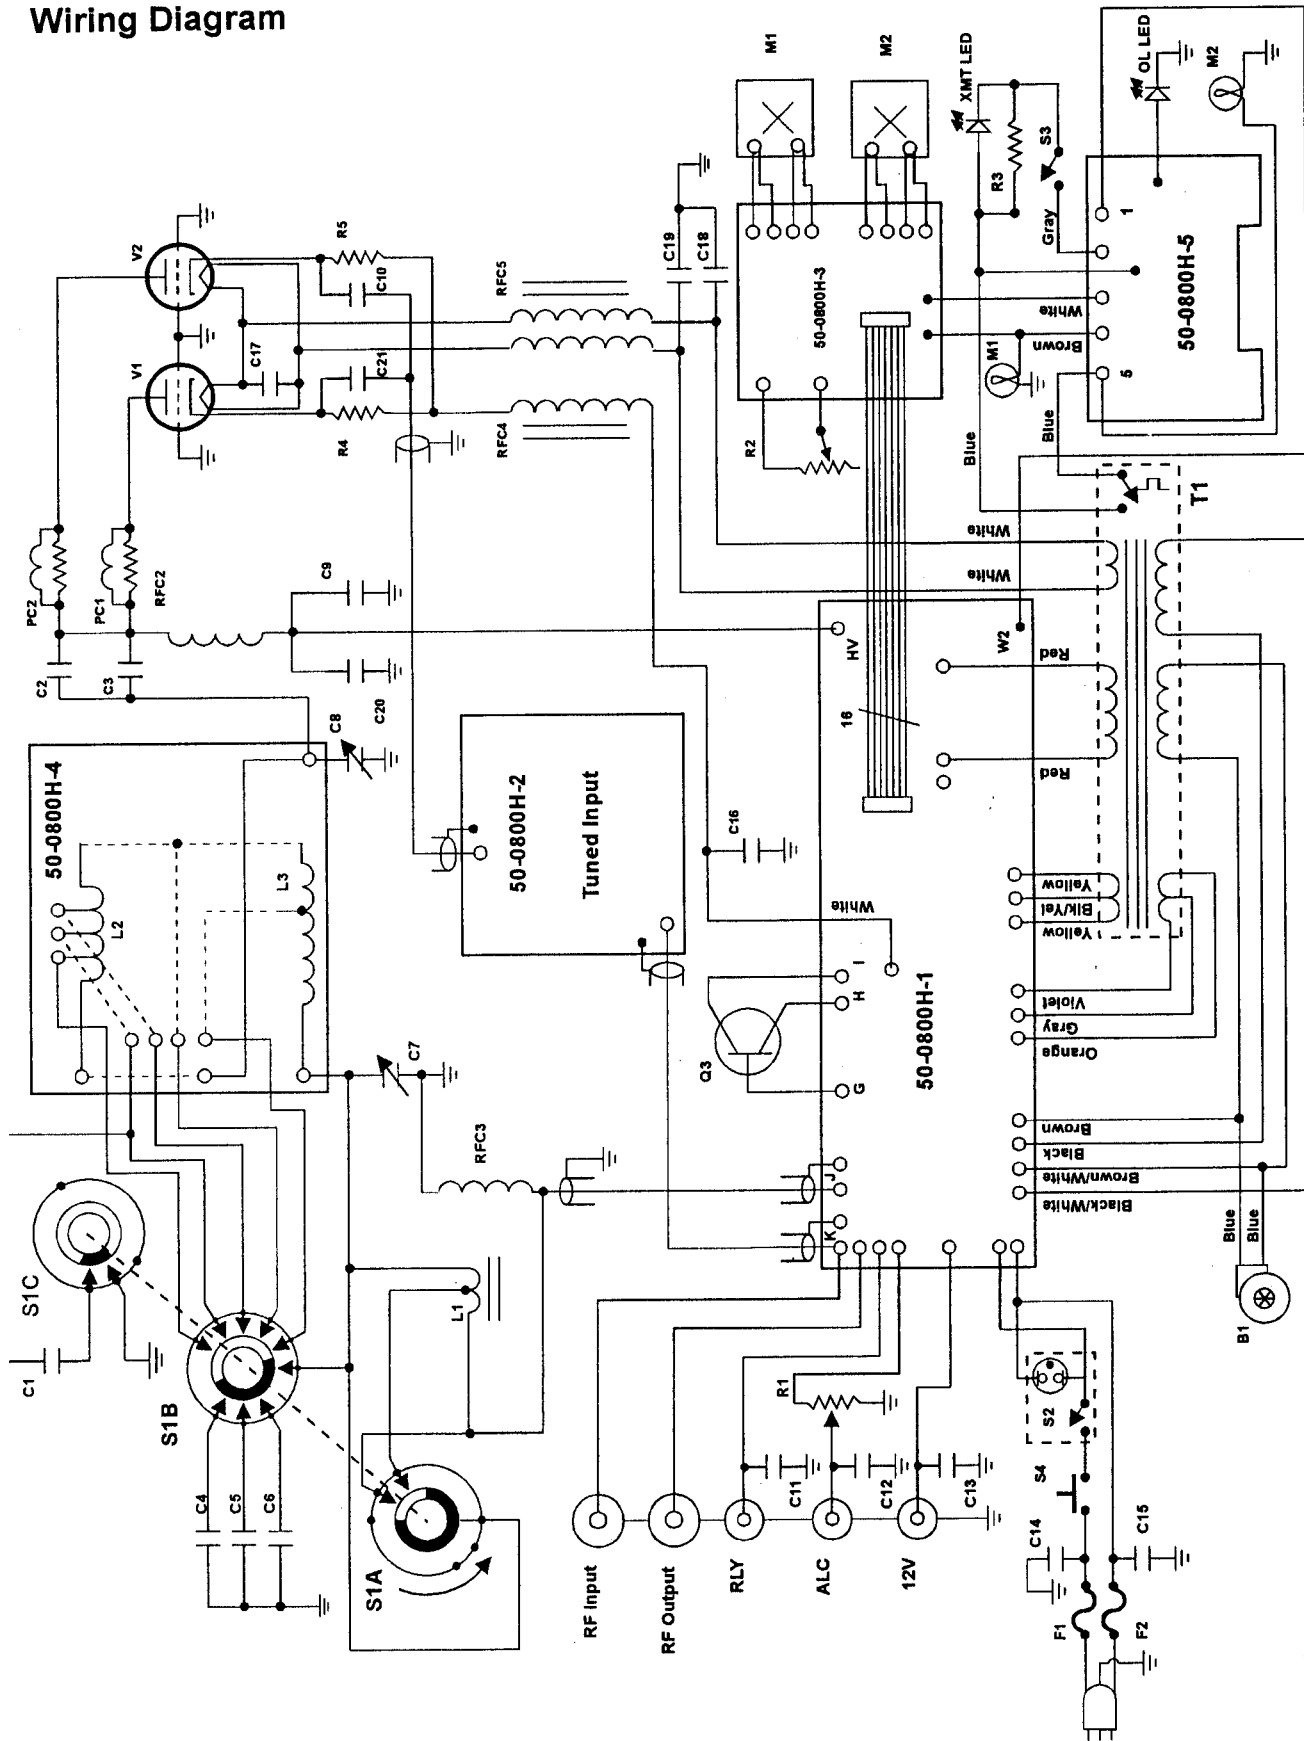 Wiring Diagram
M1
M2
XMT LED
OL LED
M2
V2
R5
C10
RFC5
C19
C18
50-0800H-3
R3
S3
Gray
1
50-0800H-5
White
Brown
M1
5
Blue
Blue
V1
C17
C21
R4
RFC4
R2
T1
PC2
PC1
RFC2
C9
C20
C2
C3
C8
White
White
HV
W2
Red
Red
16
50-0800H-4
L2
L3
50-0800H-2
Tuned Input
C16
White
Yellow
Blk/Yel
Yellow
I
H
G
Q3
50-0800H-1
Violet
Gray
Orange
C7
RFC3
J
K
Brown
Black
Brown/White
Black/White
Blue
Blue
B1
S1C
C1
S1B
L1
C4
C5
C6
S1A
R1
C11
C12
C13
S2
S4
C14
C15
F1
F2
RF Input
RF Output
RLY
ALC
12V